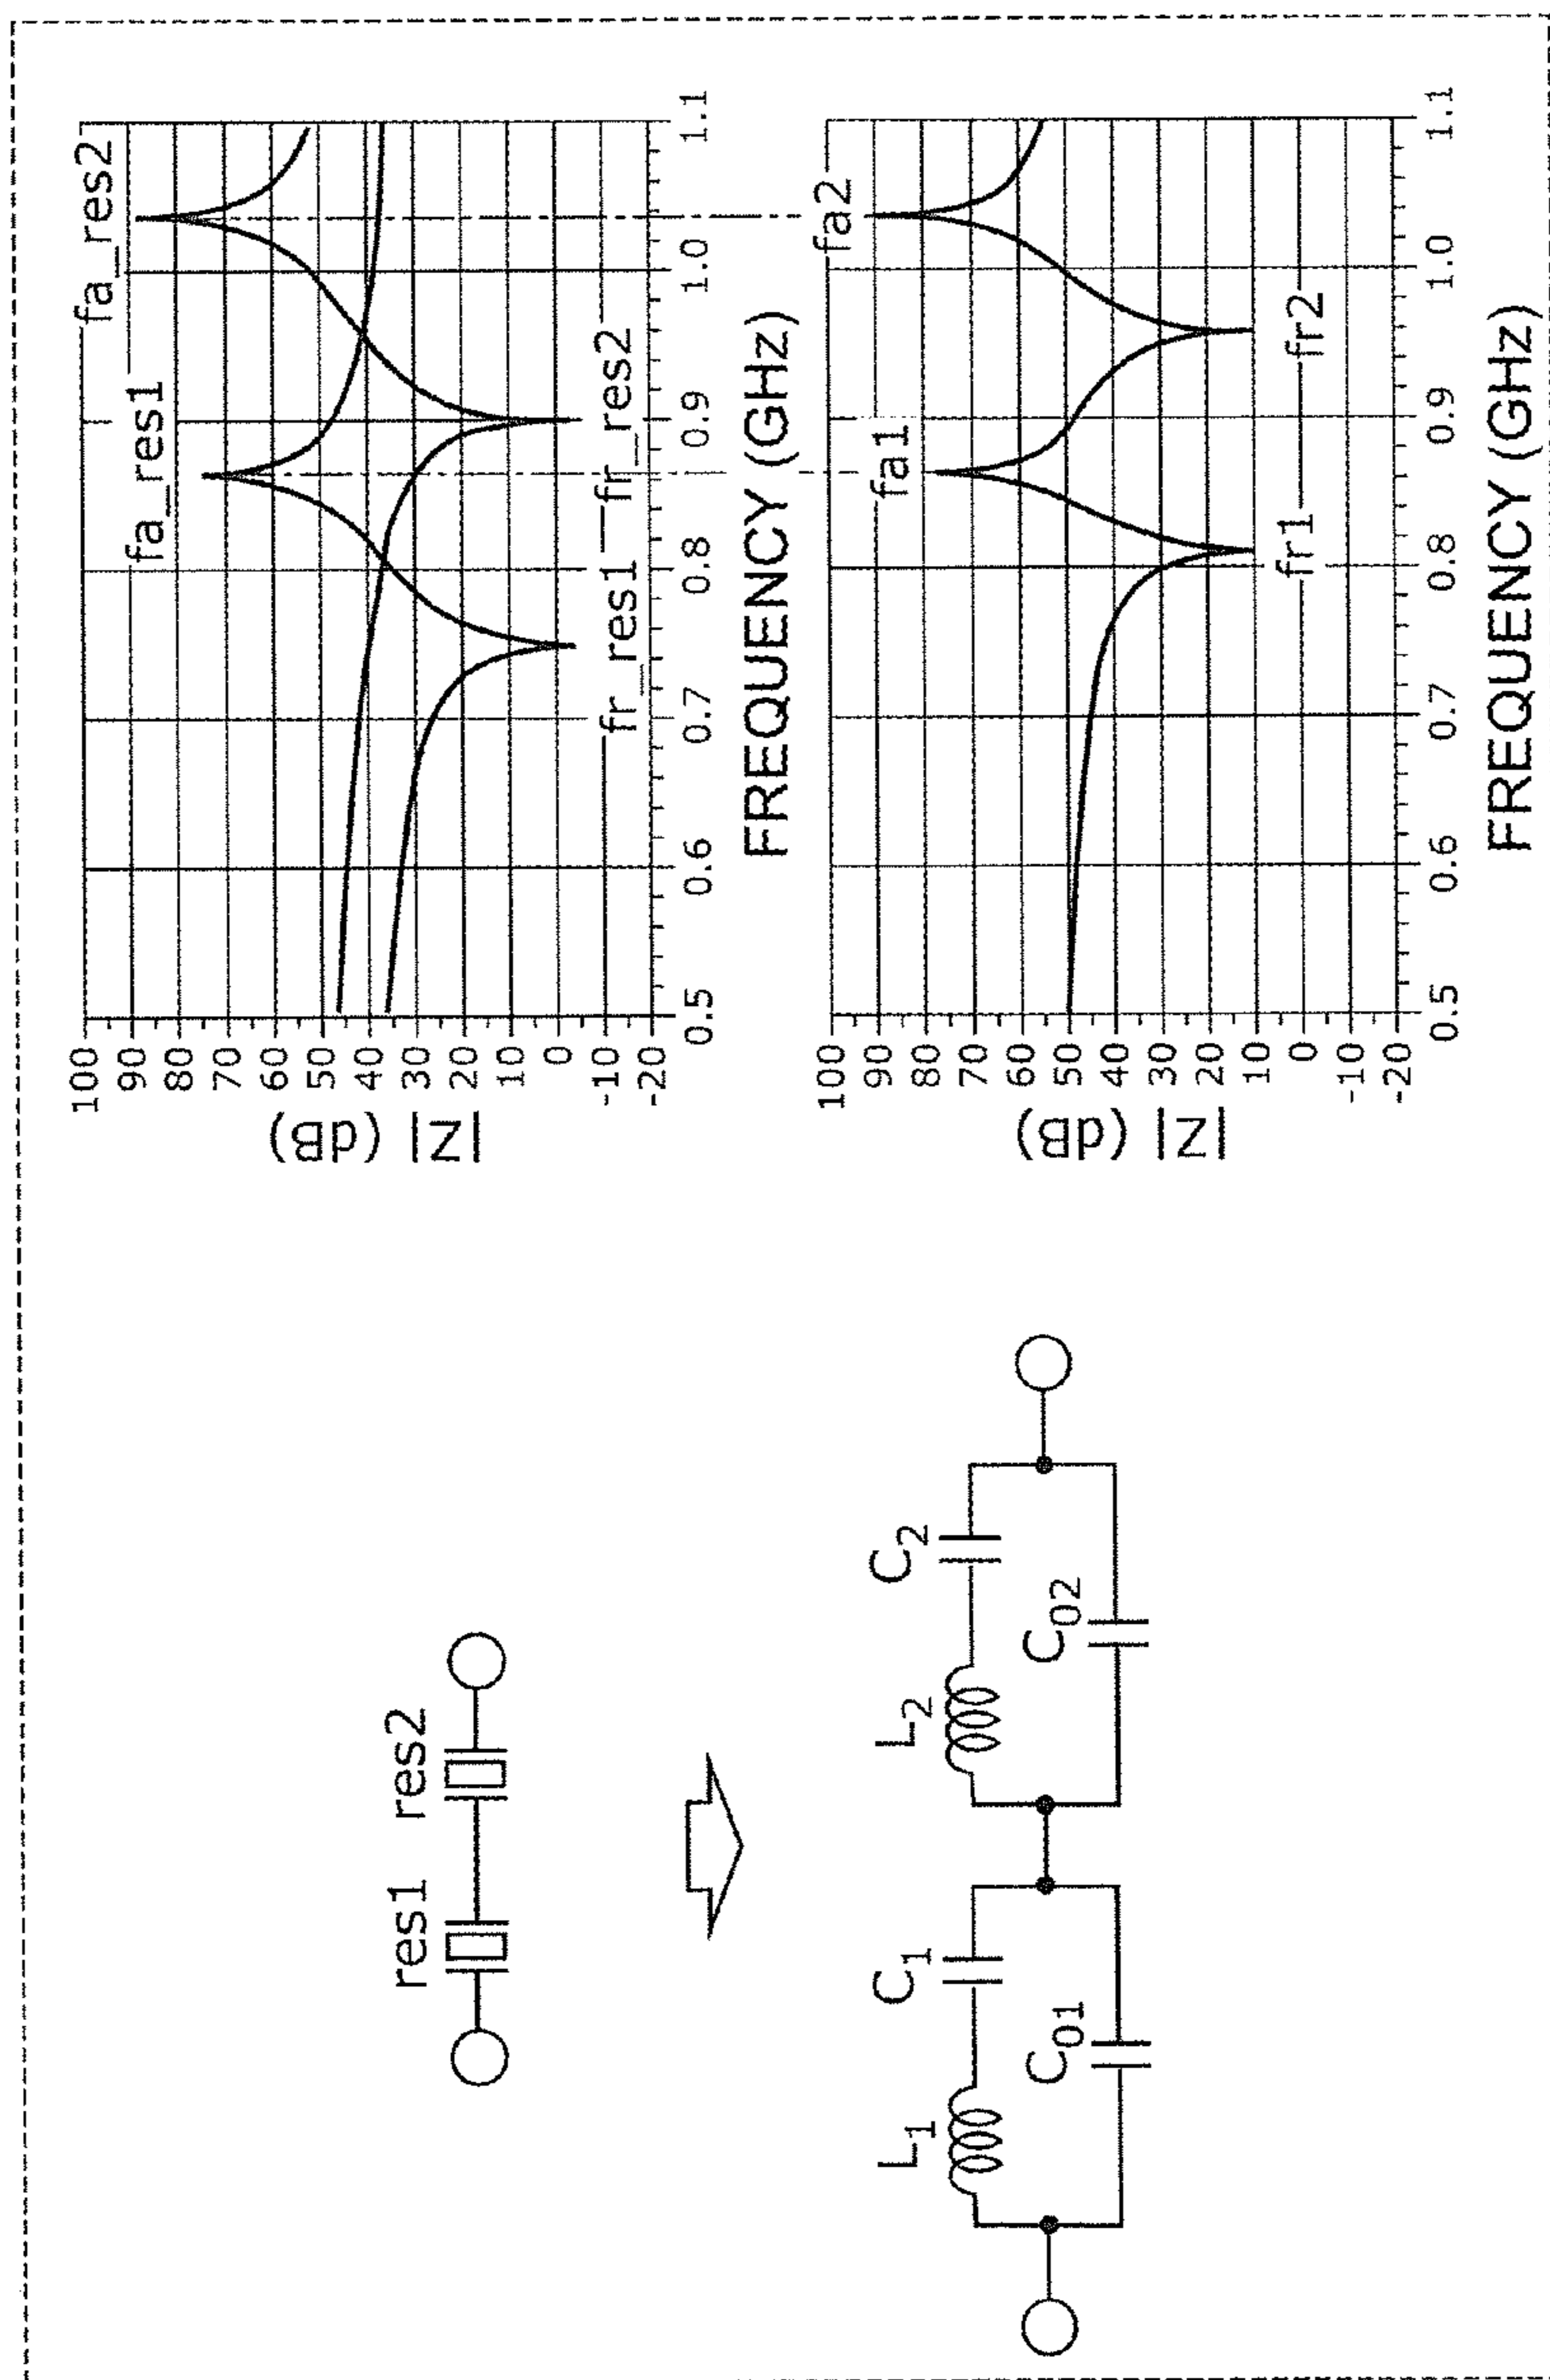 res1 res2
L1 C1
C01
L2 C2
C02
|Z| (dB)
100
90
80
70
60
50
40
30
20
10
0
-10
-20
fa_res1
fa_res2
fr_res1
fr_res2
0.5 0.6 0.7 0.8 0.9 1.0 1.1
FREQUENCY (GHz)
|Z| (dB)
100
90
80
70
60
50
40
30
20
10
0
-10
-20
fa1
fa2
fr1
fr2
0.5 0.6 0.7 0.8 0.9 1.0 1.1
FREQUENCY (GHz)